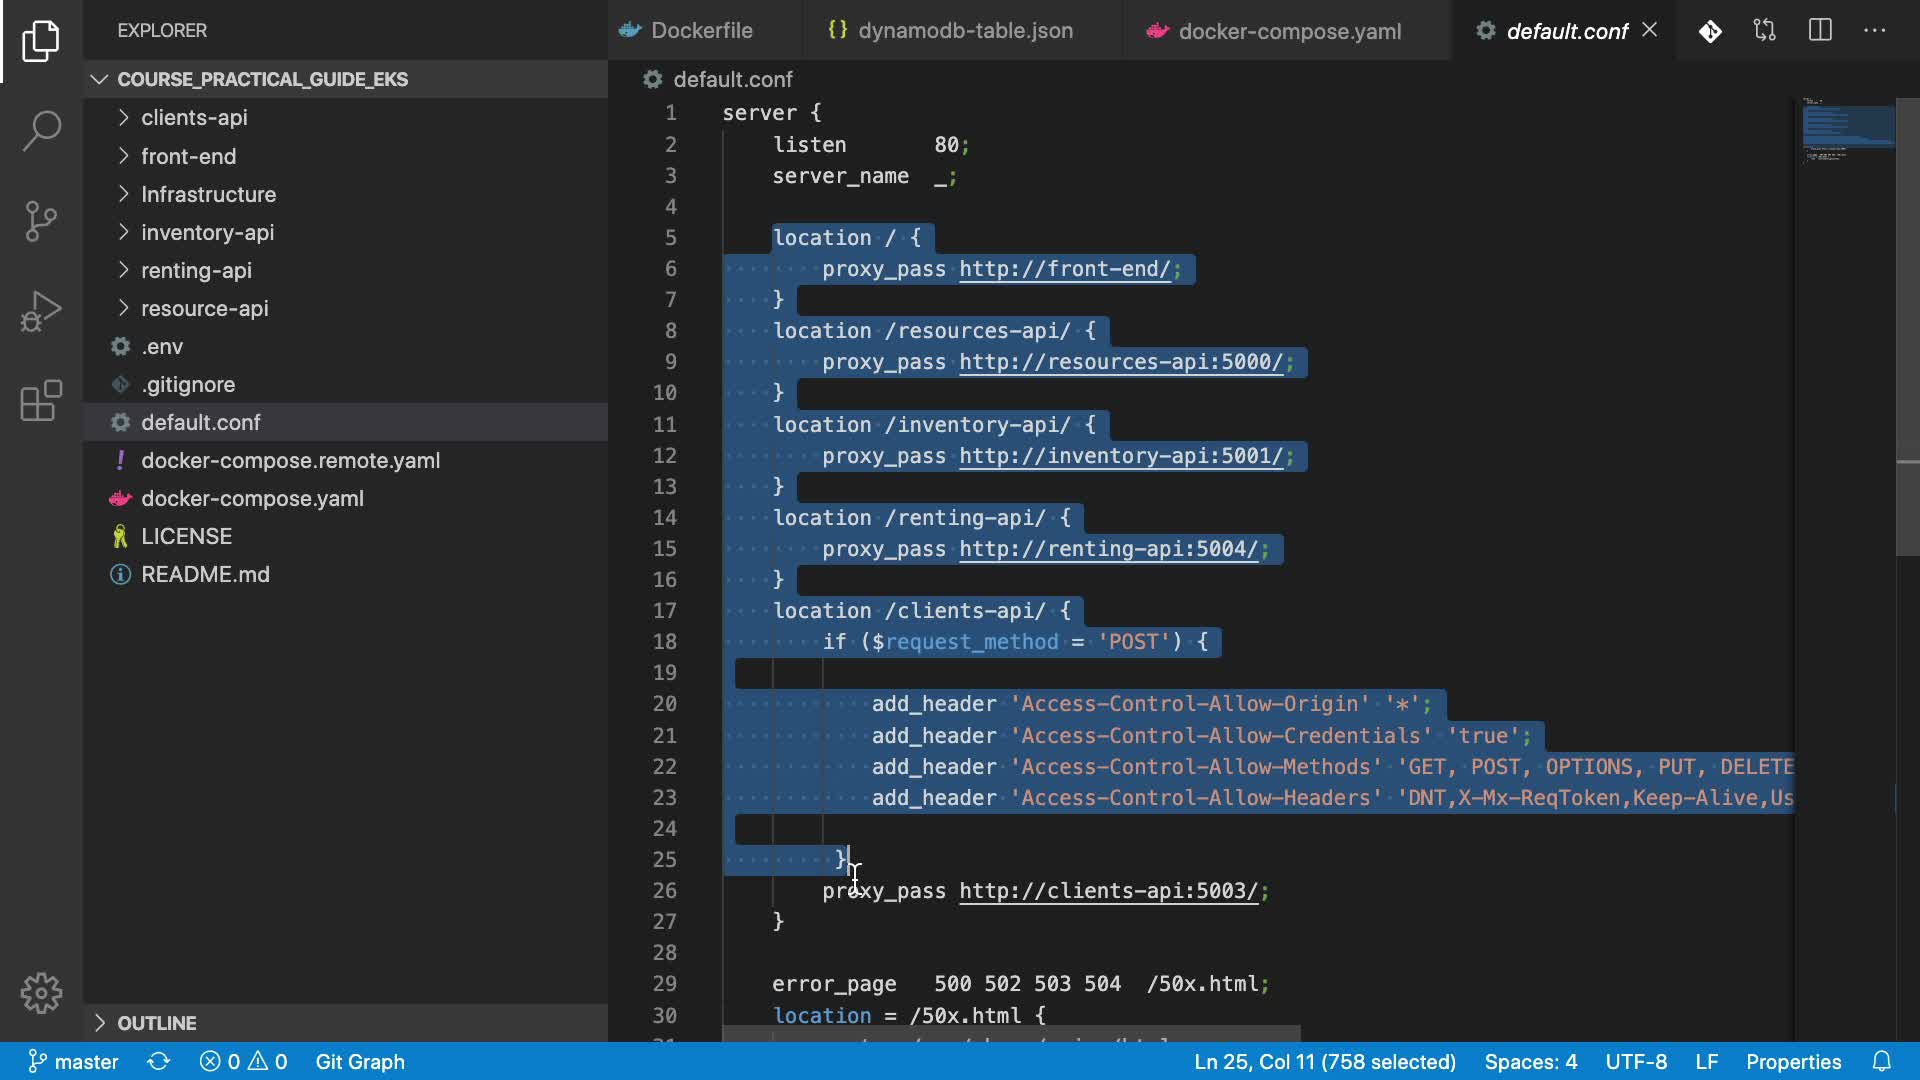 EXPLORER
COURSE_PRACTICAL_GUIDE_EKS
clients-api
front-end
Infrastructure
inventory-api
renting-api
resource-api
.env
.gitignore
default.conf
docker-compose.remote.yaml
docker-compose.yaml
LICENSE
README.md
OUTLINE
Dockerfile
{} dynamodb-table.json
docker-compose.yaml
default.conf
default.conf
1 server {
2 listen 80;
3 server_name _;
4
5 location / {
6 proxy_pass http://front-end/;
7 }
8 location /resources-api/ {
9 proxy_pass http://resources-api:5000/;
10 }
11 location /inventory-api/ {
12 proxy_pass http://inventory-api:5001/;
13 }
14 location /renting-api/ {
15 proxy_pass http://renting-api:5004/;
16 }
17 location /clients-api/ {
18 if ($request_method = 'POST') {
19
20 add_header 'Access-Control-Allow-Origin' '*';
21 add_header 'Access-Control-Allow-Credentials' 'true';
22 add_header 'Access-Control-Allow-Methods' 'GET, POST, OPTIONS, PUT, DELETE
23 add_header 'Access-Control-Allow-Headers' 'DNT,X-Mx-ReqToken,Keep-Alive,Us
24
25 }
26 proxy_pass http://clients-api:5003/;
27 }
28
29 error_page 500 502 503 504 /50x.html;
30 location = /50x.html {
master 0 0 Git Graph Ln 25, Col 11 (758 selected) Spaces: 4 UTF-8 LF Properties